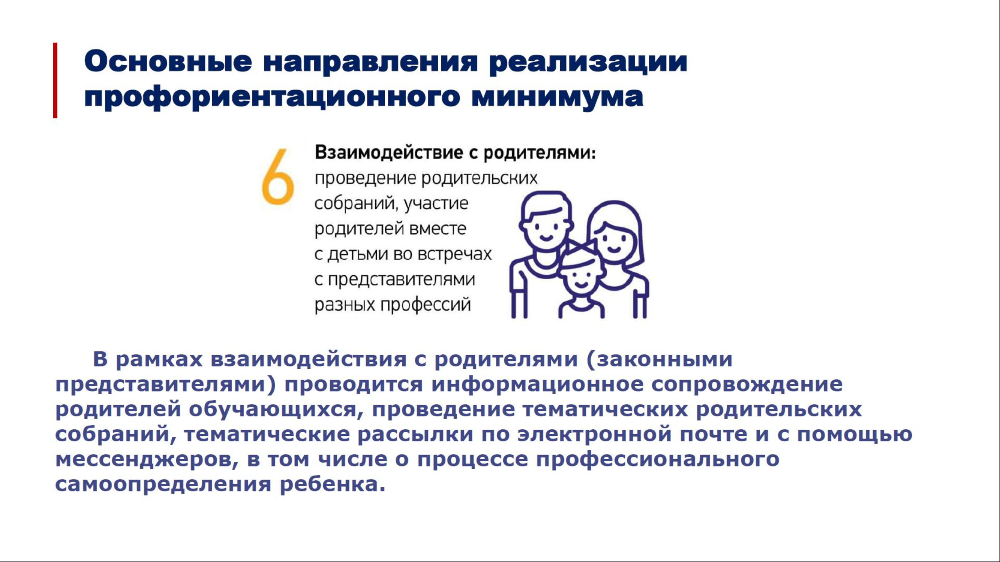 Основные направления реализации
профориентационного минимума
6
Взаимодействие с родителями:
проведение родительских
собраний, участие
родителей вместе
с детьми во встречах
с представителями
разных профессий
В рамках взаимодействия с родителями (законными
представителями) проводится информационное сопровождение
родителей обучающихся, проведение тематических родительских
собраний, тематические рассылки по электронной почте и с помощью
мессенджеров, в том числе о процессе профессионального
самоопределения ребенка.